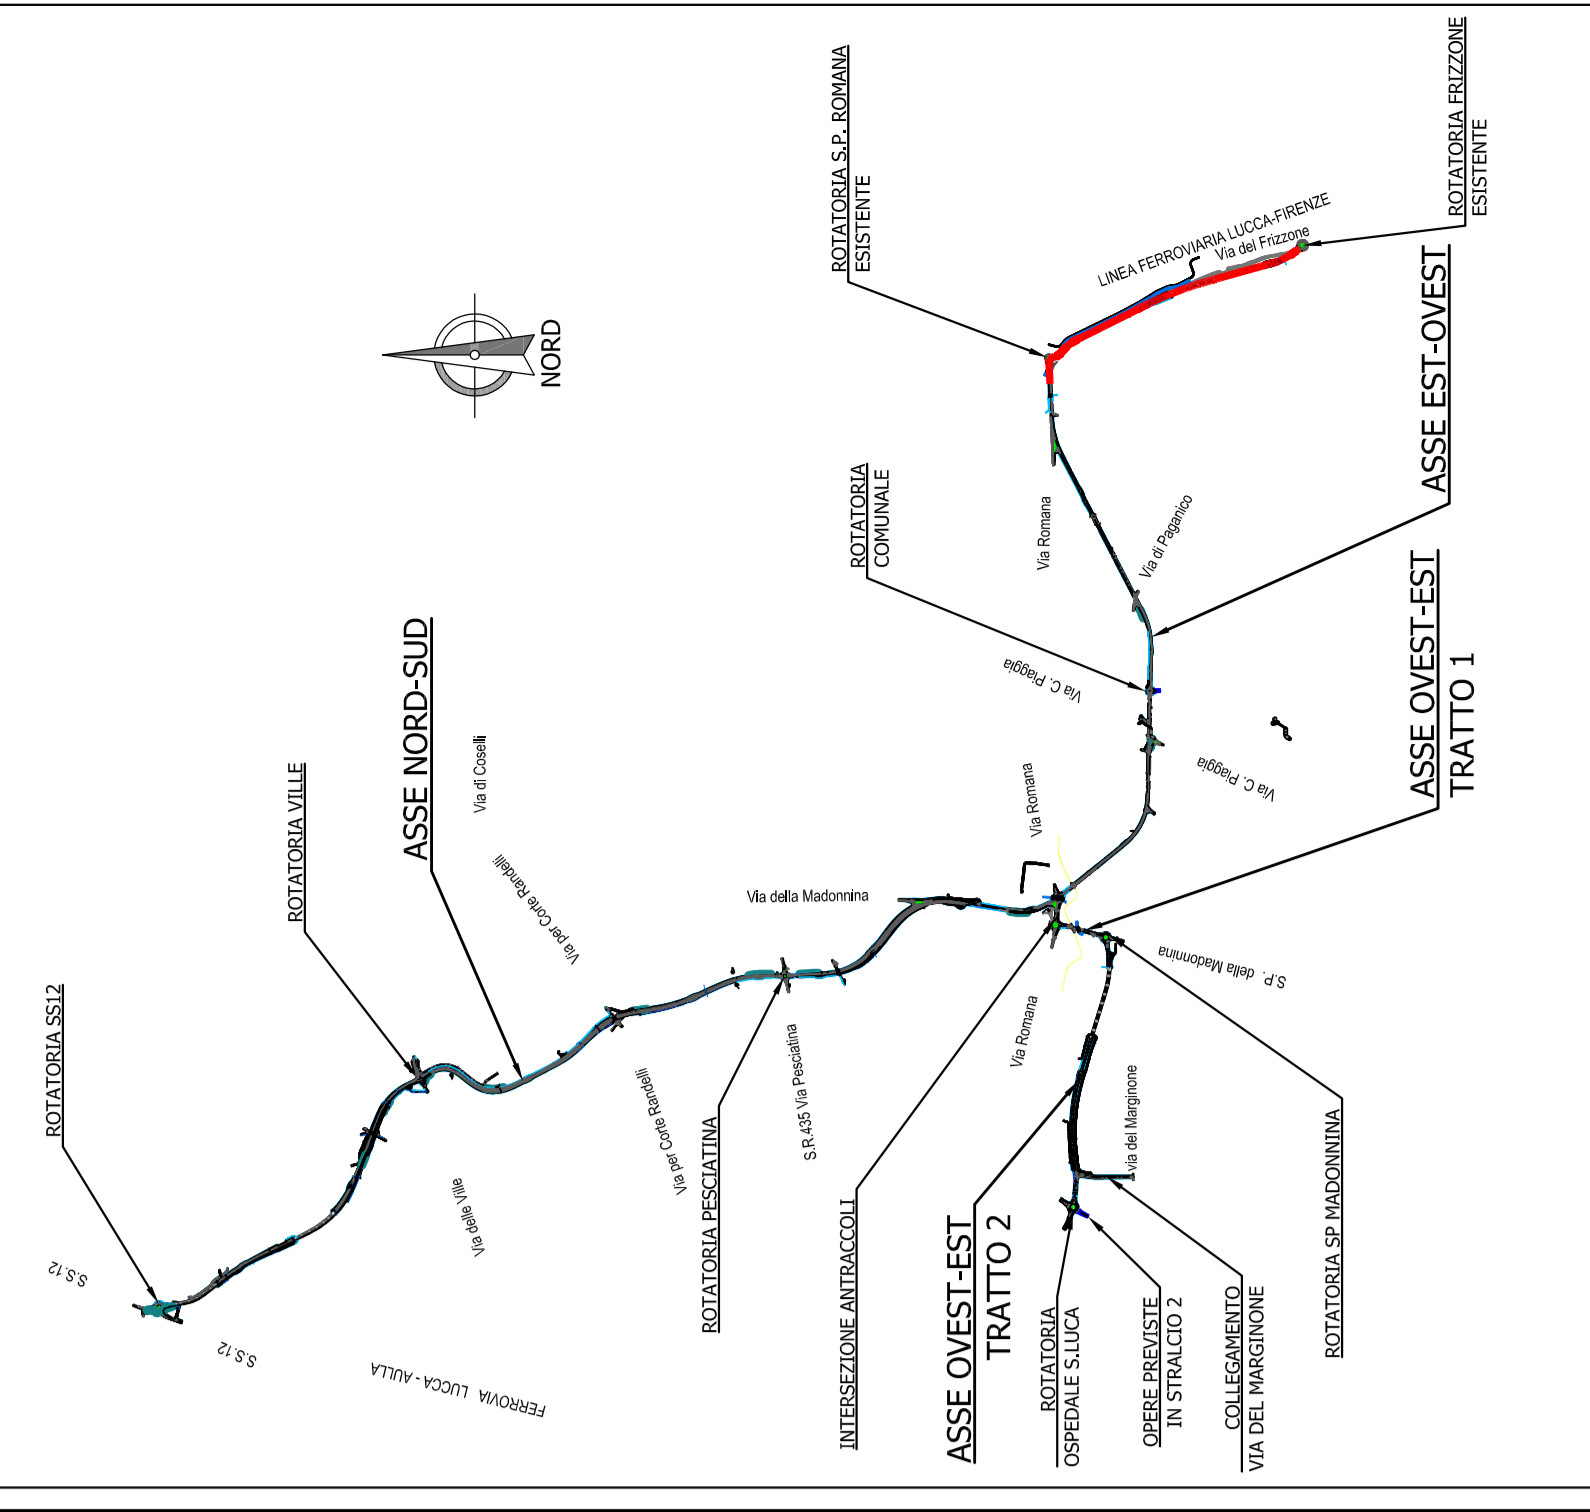 ROTATORIA SS12
S.S.12
S.S.12
FERROVIA LUCCA - AULLA
ROTATORIA VILLE
Via delle Ville
ASSE NORD-SUD
Via di Coselli
Via per Corte Randelli
Via per Corte Randelli
NORD
ROTATORIA PESCIATINA
S.R.435 Via Pesciatina
Via della Madonnina
INTERSEZIONE ANTRACCOLI
ASSE OVEST-EST
TRATTO 2
ROTATORIA
OSPEDALE S.LUCA
OPERE PREVISTE
IN STRALCIO 2
COLLEGAMENTO
VIA DEL MARGINONE
ROTATORIA SP MADONNINA
via del Marginone
Via Romana
S.P. della Madonnina
Via Romana
ROTATORIA
COMUNALE
Via C. Piaggia
Via C. Piaggia
Via Romana
Via di Paganico
ROTATORIA S.P. ROMANA
ESISTENTE
LINEA FERROVIARIA LUCCA-FIRENZE
Via del Frizzone
ROTATORIA FRIZZONE
ESISTENTE
ASSE EST-OVEST
ASSE OVEST-EST
TRATTO 1